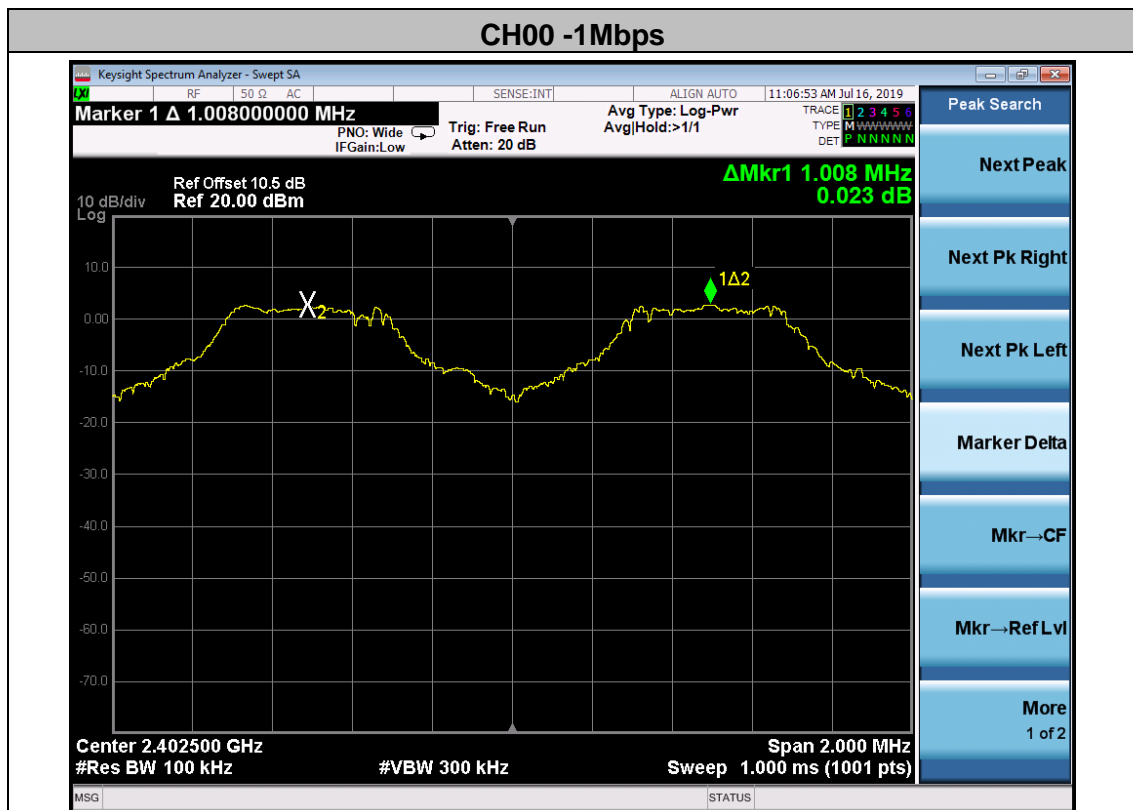 CH00 -1Mbps
Keysight Spectrum Analyzer - Swept SA
LXI RF 50 Ω AC SENSE:INT ALIGN AUTO 11:06:53 AM Jul 16, 2019
Marker 1 Δ 1.008000000 MHz
PNO: Wide
IFGain:Low
Trig: Free Run
Atten: 20 dB
Avg Type: Log-Pwr
Avg|Hold:>1/1
TRACE 1 2 3 4 5 6
TYPE M WWWWW
DET P N N N N N
ΔMkr1 1.008 MHz
0.023 dB
Ref Offset 10.5 dB
10 dB/div Ref 20.00 dBm
Log
10.0
0.00
-10.0
-20.0
-30.0
-40.0
-50.0
-60.0
-70.0
X2
1Δ2
Center 2.402500 GHz Span 2.000 MHz
#Res BW 100 kHz #VBW 300 kHz Sweep 1.000 ms (1001 pts)
MSG STATUS
Peak Search
Next Peak
Next Pk Right
Next Pk Left
Marker Delta
Mkr→CF
Mkr→Ref Lvl
More
1 of 2